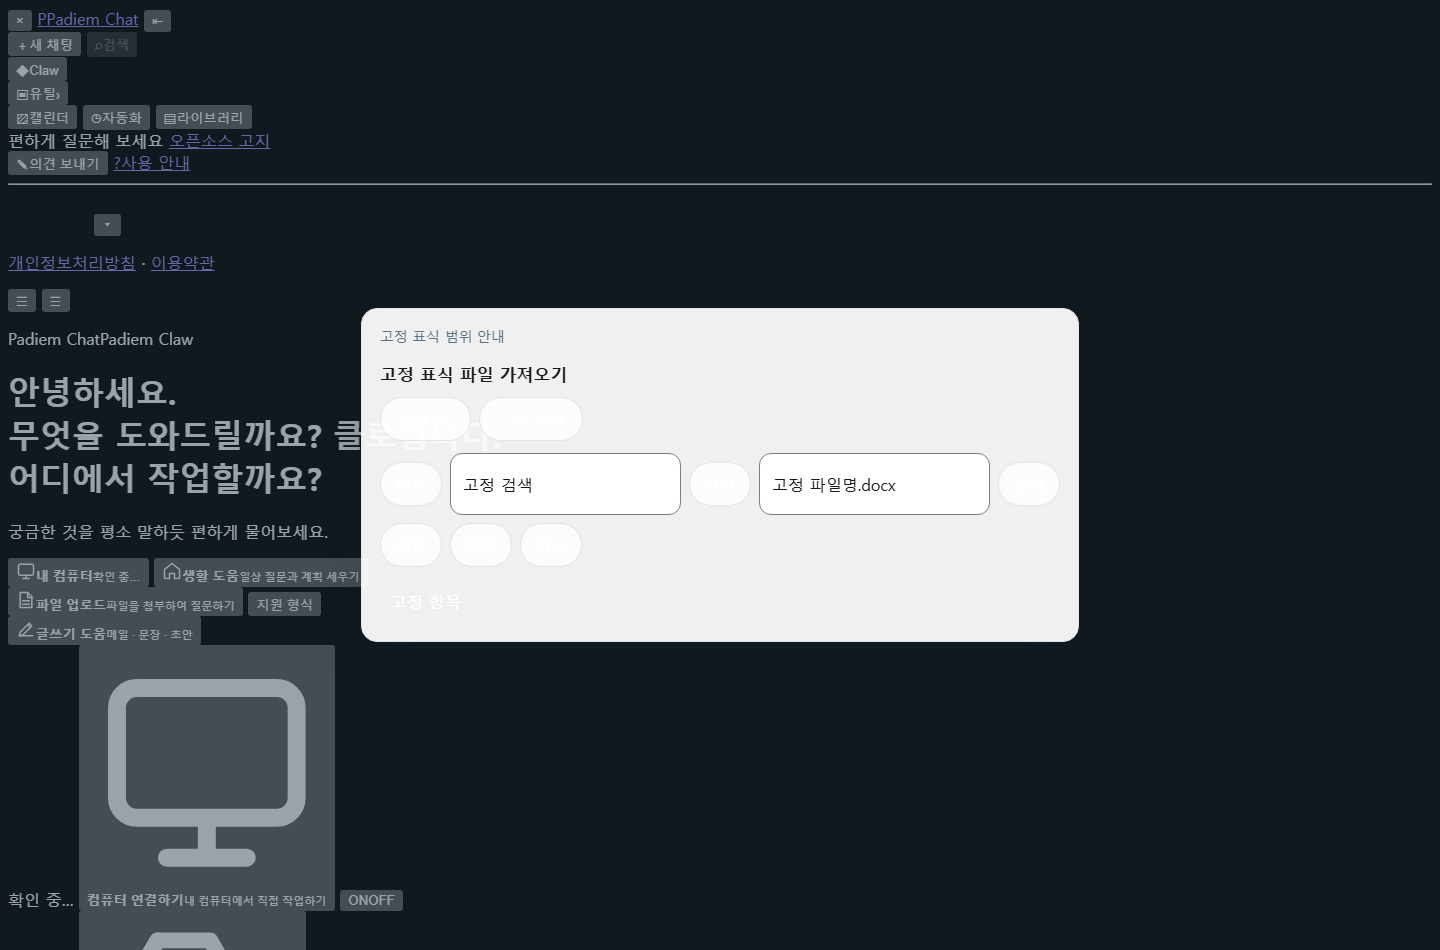 × PPadiem Chat ⇤
+ 새 채팅 ⌕검색
◆Claw
▣유틸›
▨캘린더 ◷자동화 ▤라이브러리
편하게 질문해 보세요 오픈소스 고지
✎의견 보내기 ?사용 안내
개인정보처리방침 · 이용약관
☰ ☰
Padiem ChatPadiem Claw
안녕하세요.
무엇을 도와드릴까요?
어디에서 작업할까요?
궁금한 것을 평소 말하듯 편하게 물어보세요.
내 컴퓨터확인 중... 생활 도움일상 질문과 계획 세우기
파일 업로드파일을 첨부하여 질문하기 지원 형식
글쓰기 도움메일 · 문장 · 초안
확인 중... 컴퓨터 연결하기내 컴퓨터에서 직접 작업하기 ONOFF
고정 표식 범위 안내
고정 표식 파일 가져오기
고정 검색 고정 파일명.docx
고정 항목